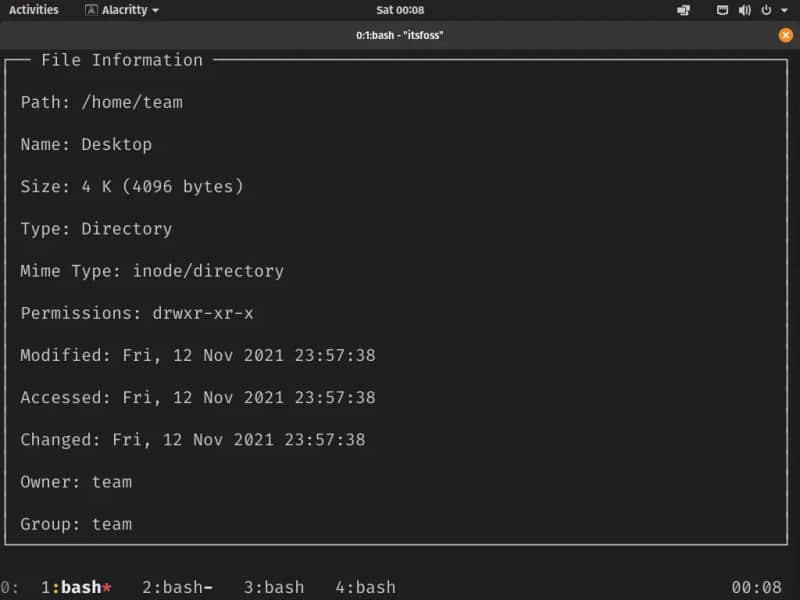 Activities Alacritty Sat 00:08
0:1:bash - "itsfoss"
File Information
Path: /home/team
Name: Desktop
Size: 4 K (4096 bytes)
Type: Directory
Mime Type: inode/directory
Permissions: drwxr-xr-x
Modified: Fri, 12 Nov 2021 23:57:38
Accessed: Fri, 12 Nov 2021 23:57:38
Changed: Fri, 12 Nov 2021 23:57:38
Owner: team
Group: team
0: 1:bash* 2:bash- 3:bash 4:bash 00:08